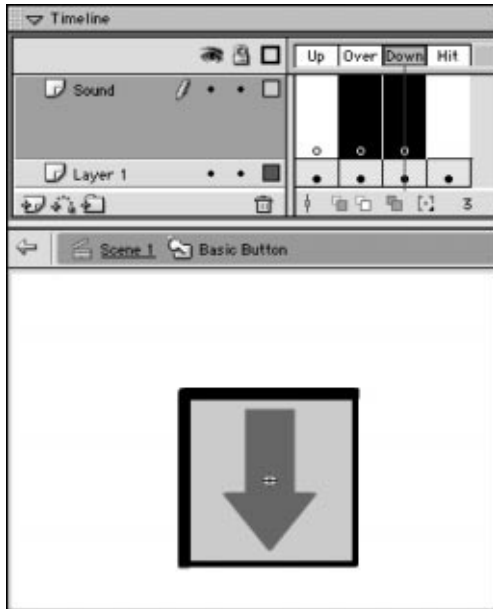 Timeline
Up Over Down Hit
Sound
Layer 1
3
Scene 1 Basic Button